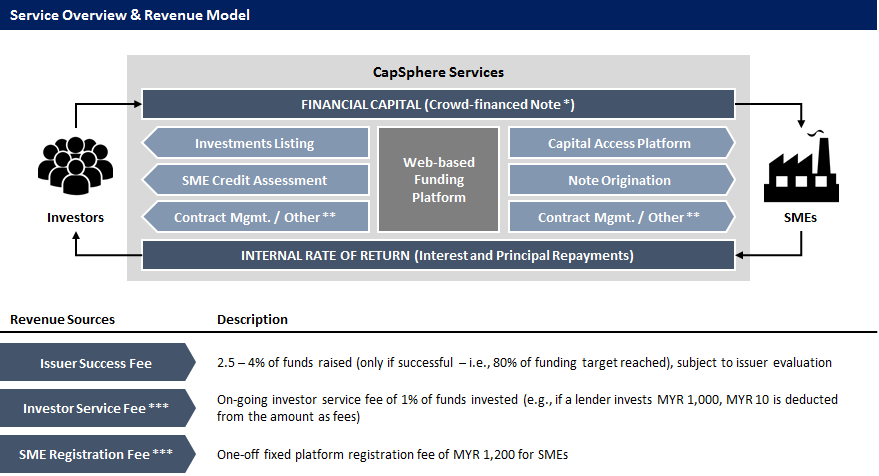 Service Overview & Revenue Model
CapSphere Services
FINANCIAL CAPITAL (Crowd-financed Note *)
Investments Listing
SME Credit Assessment
Contract Mgmt. / Other **
Web-based
Funding
Platform
Capital Access Platform
Note Origination
Contract Mgmt. / Other **
Investors
SMEs
INTERNAL RATE OF RETURN (Interest and Principal Repayments)
Revenue Sources
Description
Issuer Success Fee
2.5 – 4% of funds raised (only if successful – i.e., 80% of funding target reached), subject to issuer evaluation
Investor Service Fee ***
On-going investor service fee of 1% of funds invested (e.g., if a lender invests MYR 1,000, MYR 10 is deducted
from the amount as fees)
SME Registration Fee ***
One-off fixed platform registration fee of MYR 1,200 for SMEs